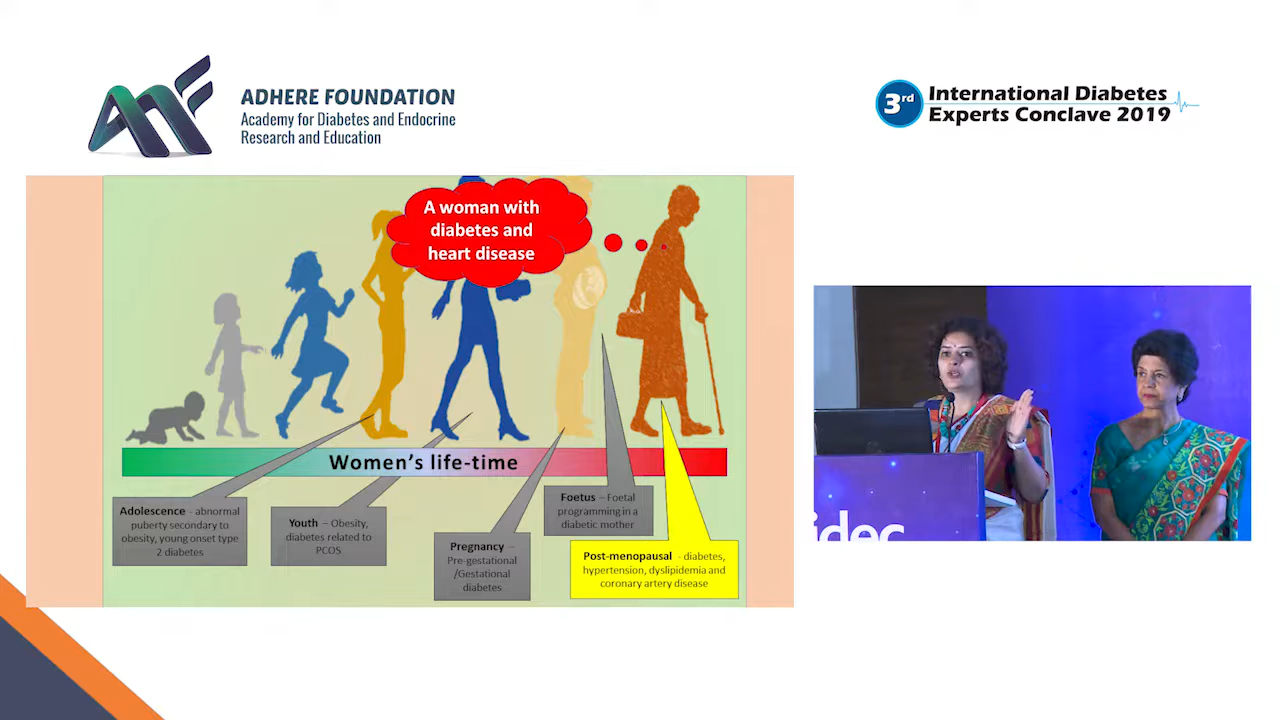 ADHERE FOUNDATION
Academy for Diabetes and Endocrine
Research and Education
3rd
International Diabetes
Experts Conclave 2019
A woman with
diabetes and
heart disease
Women's life-time
Adolescence - abnormal
puberty secondary to
obesity, young onset type
2 diabetes
Youth – Obesity,
diabetes related to
PCOS
Pregnancy –
Pre-gestational
/Gestational
diabetes
Foetus – Foetal
programming in a
diabetic mother
Post-menopausal - diabetes,
hypertension, dyslipidemia and
coronary artery disease
idec